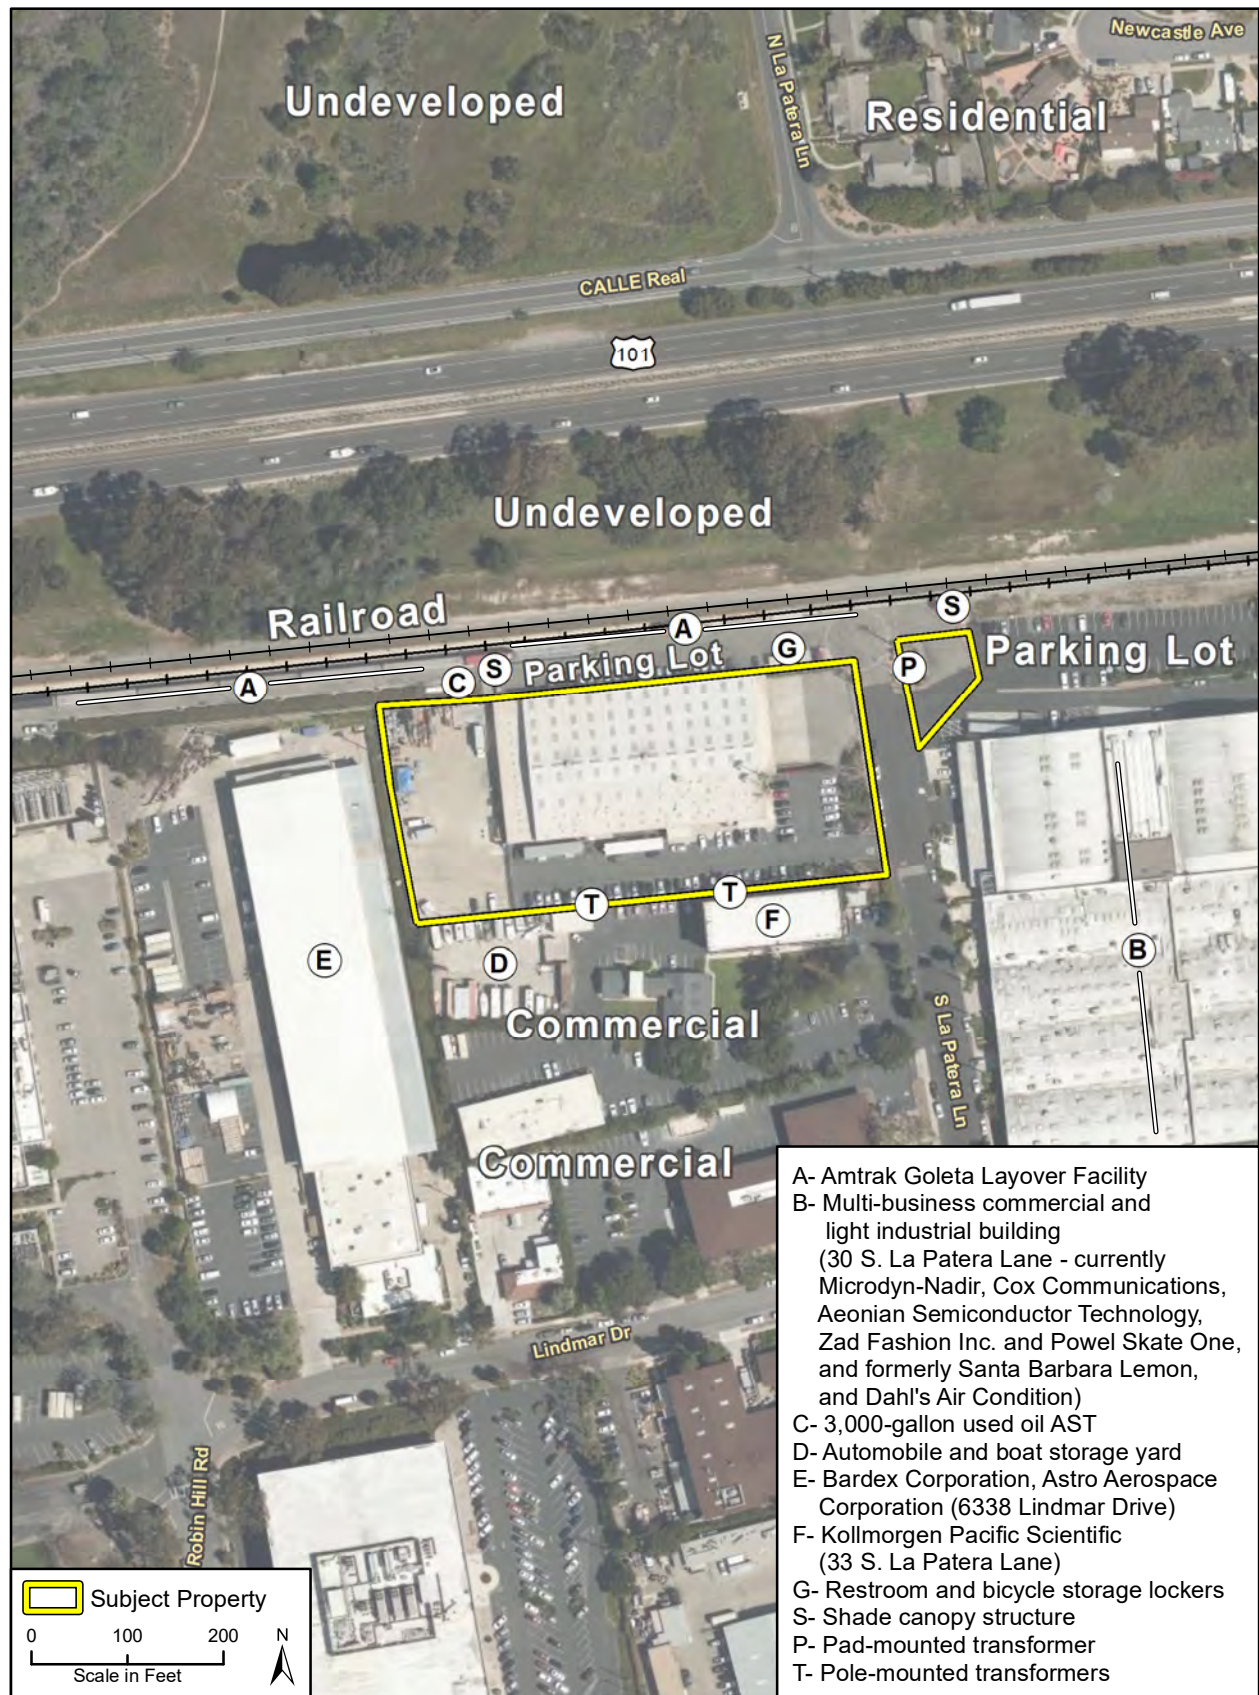 Newcastle Ave
N La Patera Ln
Undeveloped
Residential
CALLE Real
101
Undeveloped
Railroad
S
A
G
Parking Lot
S
P
Parking Lot
C
A
T
T
F
E
D
B
Commercial
S La Patera Ln
Commercial
Lindmar Dr
Robin Hill Rd
A- Amtrak Goleta Layover Facility
B- Multi-business commercial and
light industrial building
(30 S. La Patera Lane - currently
Microdyn-Nadir, Cox Communications,
Aeonian Semiconductor Technology,
Zad Fashion Inc. and Powel Skate One,
and formerly Santa Barbara Lemon,
and Dahl's Air Condition)
C- 3,000-gallon used oil AST
D- Automobile and boat storage yard
E- Bardex Corporation, Astro Aerospace
Corporation (6338 Lindmar Drive)
F- Kollmorgen Pacific Scientific
(33 S. La Patera Lane)
G- Restroom and bicycle storage lockers
S- Shade canopy structure
P- Pad-mounted transformer
T- Pole-mounted transformers
Subject Property
0 100 200
Scale in Feet
N